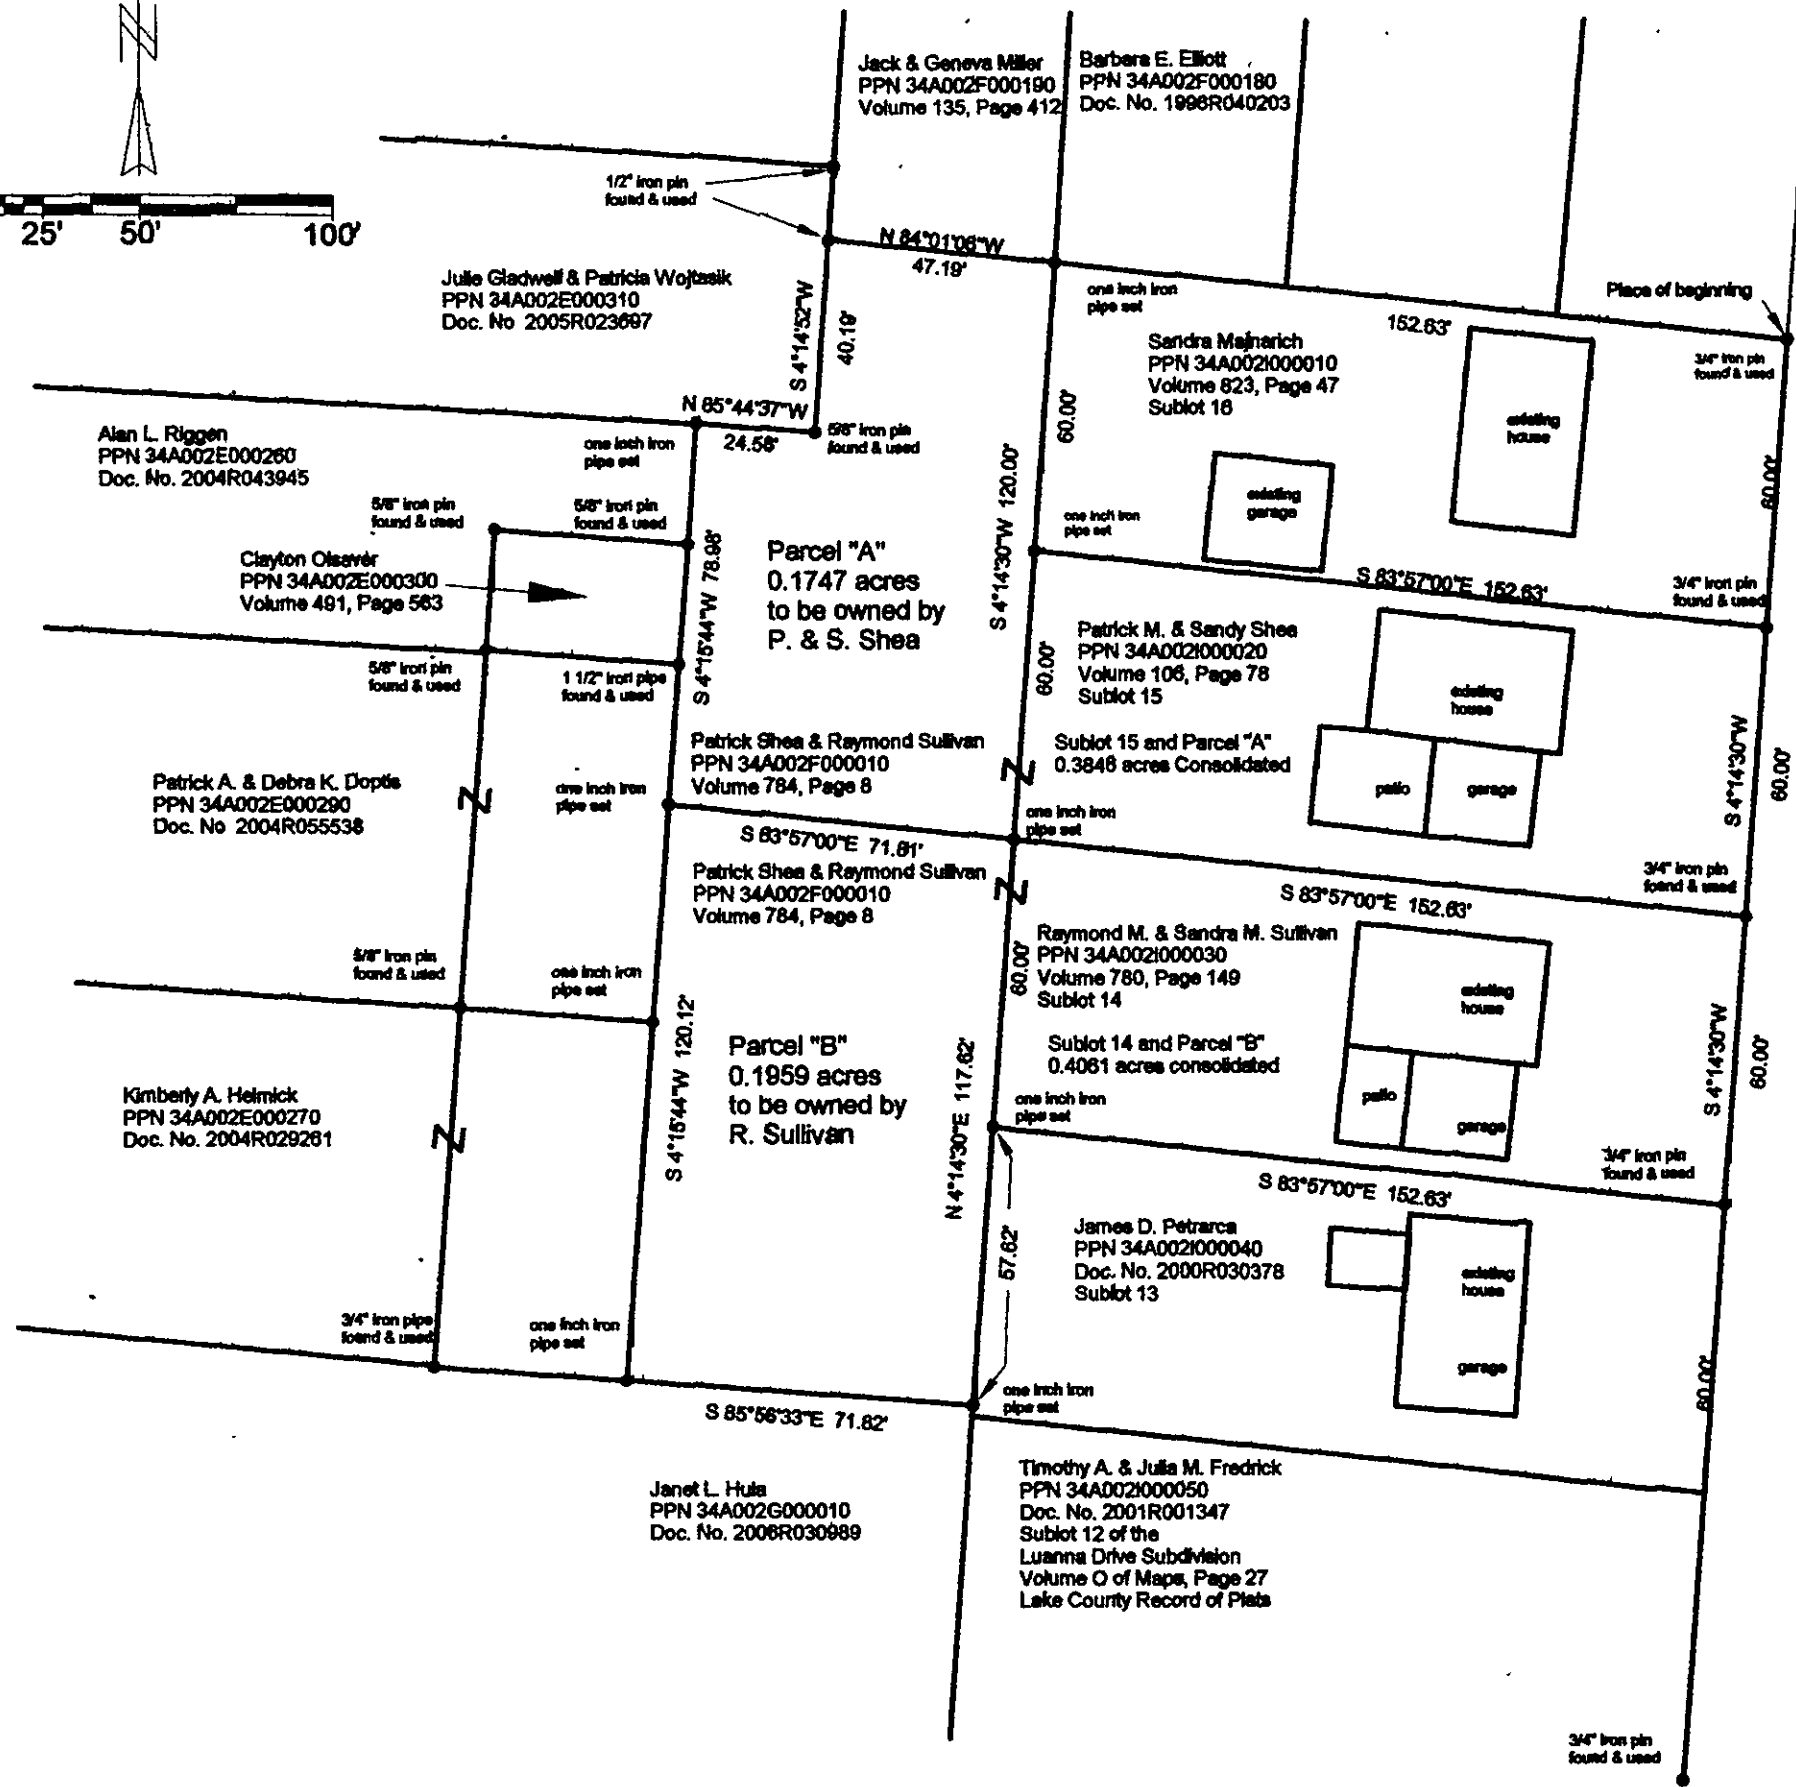 N
25' 50' 100'
Jack & Geneva Miller
PPN 34A002F000190
Volume 135, Page 412
Barbara E. Elliott
PPN 34A002F000180
Doc. No. 1996R040203
1/2" iron pin
found & used
N 84°01'06"W
47.19'
Julie Gladwell & Patricia Wojtasik
PPN 34A002E000310
Doc. No 2005R023697
S 4°14'52"W
40.19'
one inch iron
pipe set
Place of beginning
152.63'
3/4" iron pin
found & used
Sandra Majnarich
PPN 34A002I000010
Volume 823, Page 47
Sublot 16
existing
house
existing
garage
60.00'
60.00'
N 85°44'37"W
24.58'
5/8" iron pin
found & used
one inch iron
pipe set
Alan L. Riggen
PPN 34A002E000260
Doc. No. 2004R043945
5/8" iron pin
found & used
5/8" iron pin
found & used
Clayton Olsaver
PPN 34A002E000300
Volume 491, Page 563
S 4°15'44"W 78.98'
Parcel "A"
0.1747 acres
to be owned by
P. & S. Shea
S 4°14'30"W 120.00'
one inch iron
pipe set
S 83°57'00"E 152.63'
3/4" iron pin
found & used
Patrick M. & Sandy Shea
PPN 34A002I000020
Volume 106, Page 78
Sublot 15
60.00'
existing
house
5/8" iron pin
found & used
1 1/2" iron pipe
found & used
Patrick Shea & Raymond Sullivan
PPN 34A002F000010
Volume 784, Page 8
Sublot 15 and Parcel "A"
0.3846 acres Consolidated
patio
garage
S 4°14'30"W
60.00'
Patrick A. & Debra K. Doptis
PPN 34A002E000290
Doc. No 2004R055538
one inch iron
pipe set
one inch iron
pipe set
S 83°57'00"E 71.81'
Patrick Shea & Raymond Sullivan
PPN 34A002F000010
Volume 784, Page 8
3/4" iron pin
found & used
S 83°57'00"E 152.63'
Raymond M. & Sandra M. Sullivan
PPN 34A002I000030
Volume 780, Page 149
Sublot 14
60.00'
existing
house
5/8" iron pin
found & used
one inch iron
pipe set
S 4°15'44"W 120.12'
Parcel "B"
0.1959 acres
to be owned by
R. Sullivan
N 4°14'30"E 117.62'
Sublot 14 and Parcel "B"
0.4061 acres consolidated
patio
garage
S 4°14'30"W
60.00'
Kimberly A. Helmick
PPN 34A002E000270
Doc. No. 2004R029261
one inch iron
pipe set
3/4" iron pin
found & used
S 83°57'00"E 152.63'
57.62'
James D. Petrarca
PPN 34A002I000040
Doc. No. 2000R030378
Sublot 13
existing
house
garage
60.00'
3/4" iron pipe
found & used
one inch iron
pipe set
one inch iron
pipe set
S 85°56'33"E 71.82'
Janet L. Hula
PPN 34A002G000010
Doc. No. 2006R030989
Timothy A. & Julia M. Fredrick
PPN 34A002I000050
Doc. No. 2001R001347
Sublot 12 of the
Luanna Drive Subdivision
Volume O of Maps, Page 27
Lake County Record of Plats
3/4" iron pin
found & used